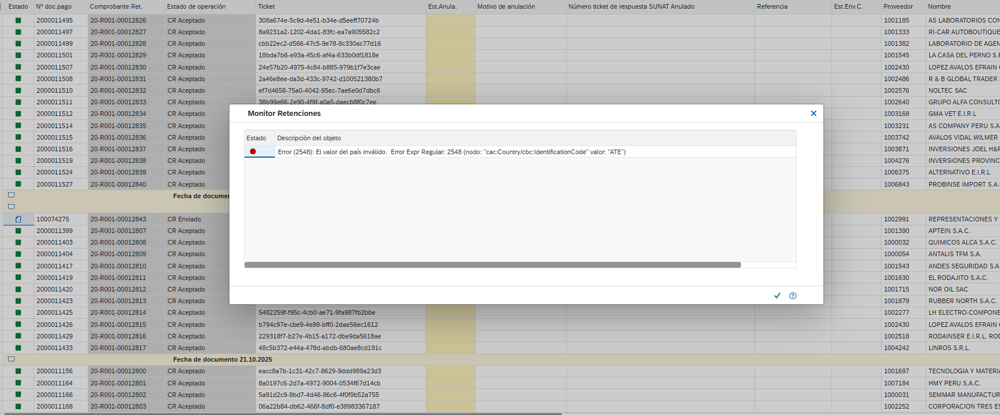 Estado Nº doc.pago Comprobante Ret. Estado de operación Ticket Est.Anula. Motivo de anulación Número ticket de respuesta SUNAT Anulado Referencia Est.Env.C. Proveedor Nombre
2000011495 20-R001-00012826 CR Aceptado 308a674e-5c9d-4e51-b34e-d5eeff70724b 1001185 AS LABORATORIOS CON
2000011497 20-R001-00012827 CR Aceptado 8a9231a2-1202-4da1-83fc-ea7a905582c2 1001333 RI-CAR AUTOBOUTIQUE
2000011499 20-R001-00012828 CR Aceptado cbb22ec2-d566-47c5-9e78-8c330ac77d16 1001382 LABORATORIO DE AGEN
2000011501 20-R001-00012829 CR Aceptado 18bda7b6-e93a-45c6-af4a-633b0df1818e 1001545 LA CASA DEL PERNO S.R
2000011507 20-R001-00012830 CR Aceptado 24e57b20-4975-4c84-b885-979b1f7e3cae 1002430 LOPEZ AVALOS EFRAIN
2000011508 20-R001-00012831 CR Aceptado 2a46e8ee-da3d-433c-9742-d100521380b7 1002486 R & B GLOBAL TRADER
2000011510 20-R001-00012832 CR Aceptado ef7d4658-75a0-4042-95ec-7ae6e0d7dbc6 1002576 NOLTEC SAC
2000011511 20-R001-00012833 CR Aceptado 38b99e66-2e90-4f9f-a0a5-daecb8f0c7ee 1002640 GRUPO ALFA CONSULTO
2000011512 20-R001-00012834 CR Aceptado 1003168 GMA VET E.I.R.L
2000011514 20-R001-00012835 CR Aceptado 1003231 AS COMPANY PERU S.A
2000011515 20-R001-00012836 CR Aceptado 1003742 AVALOS VIDAL WILMER
2000011516 20-R001-00012837 CR Aceptado 1003871 INVERSIONES JOEL H&R
2000011519 20-R001-00012838 CR Aceptado 1004276 INVERSIONES PROVINC
2000011524 20-R001-00012839 CR Aceptado 1006375 ALTERNATIVO E.I.R.L
2000011527 20-R001-00012840 CR Aceptado 1006843 PROBINSE IMPORT S.A.
Fecha de documen
100074275 20-R001-00012843 CR Enviado 1002991 REPRESENTACIONES Y
2000011399 20-R001-00012807 CR Aceptado 1001390 APTEIN S.A.C.
2000011403 20-R001-00012808 CR Aceptado 1000032 QUIMICOS ALCA S.A.C.
2000011404 20-R001-00012809 CR Aceptado 1000054 ANTALIS TFM S.A.
2000011417 20-R001-00012810 CR Aceptado 1001543 ANDES SEGURIDAD S.A
2000011419 20-R001-00012811 CR Aceptado 1001630 EL RODAJITO S.A.C.
2000011420 20-R001-00012812 CR Aceptado 1001715 NOR OIL SAC
2000011423 20-R001-00012813 CR Aceptado 1001879 RUBBER NORTH S.A.C.
2000011425 20-R001-00012814 CR Aceptado 5482259f-f95c-4cb0-ae71-9fa987fb2bbe 1002277 LH ELECTRO-COMPONE
2000011426 20-R001-00012815 CR Aceptado b794c97e-cbe9-4e99-bff0-2dae56ec1612 1002430 LOPEZ AVALOS EFRAIN
2000011429 20-R001-00012816 CR Aceptado 229318f7-b27e-4b15-a172-dbe9da5618ae 1002518 RODAINSER E.I.R.L. ROD
2000011433 20-R001-00012817 CR Aceptado 48c5b372-e44a-478d-abdb-680ae8cd191c 1004242 LINROS S.R.L.
Fecha de documento 21.10.2025
2000011156 20-R001-00012800 CR Aceptado eacc8a7b-1c31-42c7-8629-9ddd989a23d3 1001697 TECNOLOGIA Y MATERIA
2000011164 20-R001-00012801 CR Aceptado 8a0197c6-2d7a-4972-9004-0534f67d14cb 1007184 HMY PERU S.A.C.
2000011166 20-R001-00012802 CR Aceptado 5a91d2c9-9bd7-4d46-86c6-4f0f9b52a755 1000031 SEMMAR MANUFACTUR
2000011168 20-R001-00012803 CR Aceptado 06a22b84-db62-466f-8df0-e38983367187 1002252 CORPORACION TRES ES
Monitor Retenciones
Estado Descripción del objeto
Error (2548): El valor del país inválido. Error Expr Regular: 2548 (nodo: "cac:Country/cbc:IdentificationCode" valor: "ATE")